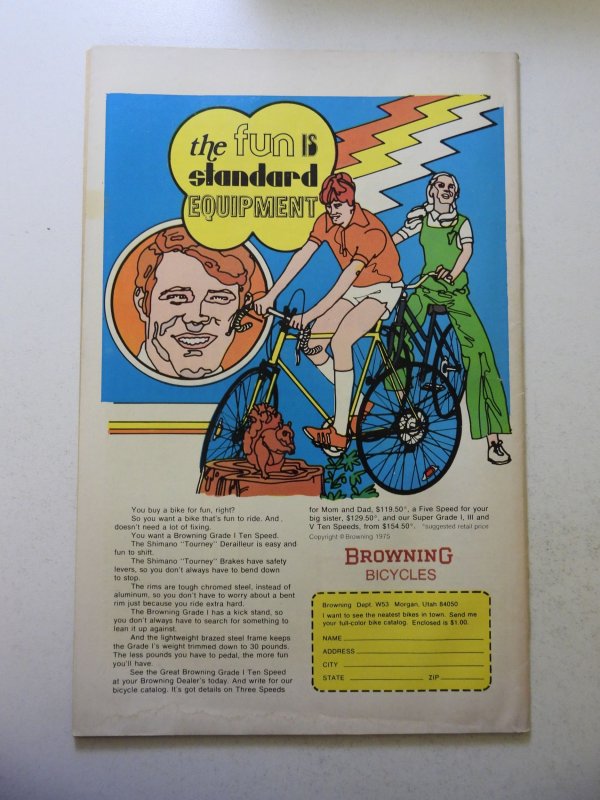 the fun IS
standard
EQUIPMENT
You buy a bike for fun, right?
So you want a bike that's fun to ride. And
doesn't need a lot of fixing.
You want a Browning Grade I Ten Speed.
The Shimano "Tourney" Derailleur is easy and
fun to shift.
The Shimano "Tourney" Brakes have safety
levers, so you don't always have to bend down
to stop.
The rims are tough chromed steel, instead of
aluminum, so you don't have to worry about a bent
rim just because you ride extra hard.
The Browning Grade I has a kick stand, so
you don't always have to search for something to
lean it up against.
And the lightweight brazed steel frame keeps
the Grade I's weight trimmed down to 30 pounds.
The less pounds you have to pedal, the more fun
you'll have.
See the Great Browning Grade I Ten Speed
at your Browning Dealer's today. And write for our
bicycle catalog. It's got details on Three Speeds
for Mom and Dad, $119.50*, a Five Speed for your
big sister, $129.50*, and our Super Grade I, III and
V Ten Speeds, from $154.50*. *suggested retail price
Copyright © Browning 1975
BROWNING
BICYCLES
Browning Dept. W53 Morgan, Utah 84050
I want to see the neatest bikes in town. Send me
your full-color bike catalog. Enclosed is $1.00.
NAME
ADDRESS
CITY
STATE ZIP